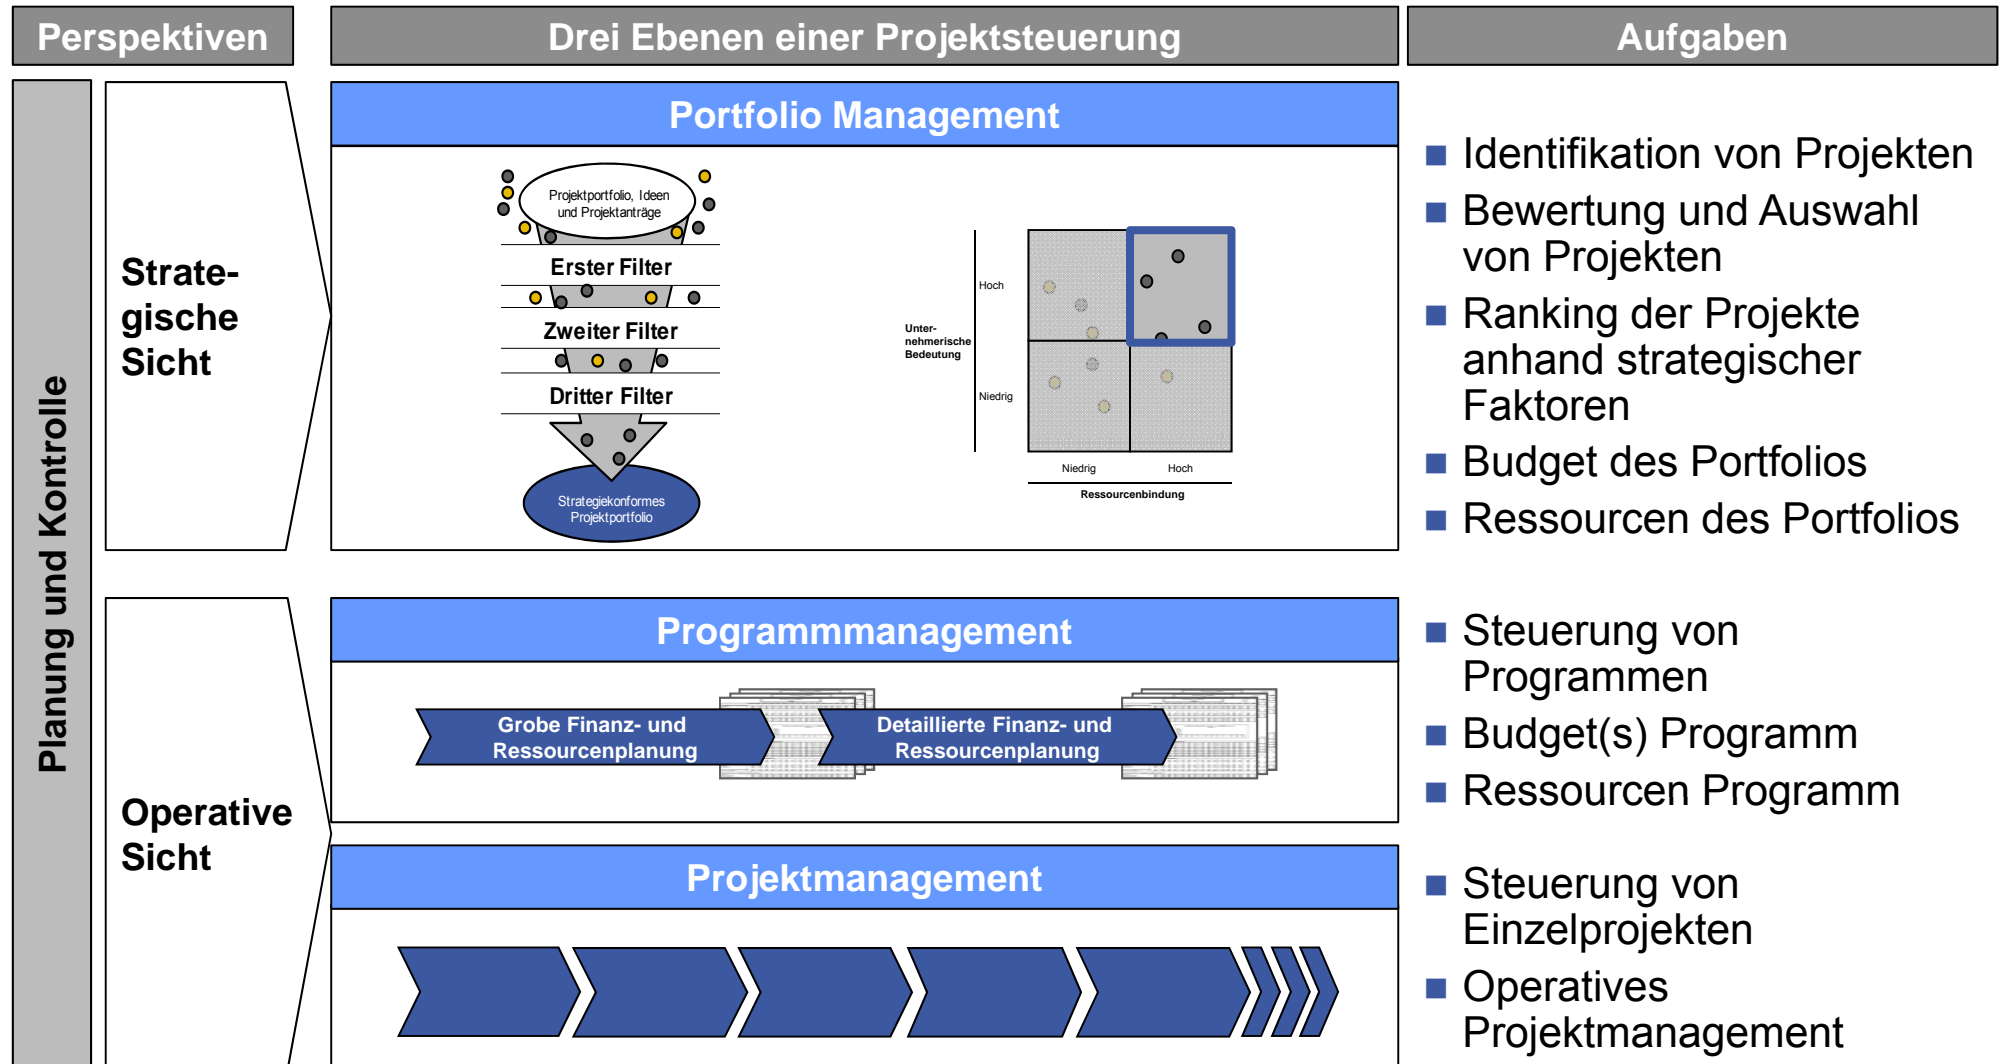 Perspektiven
Drei Ebenen einer Projektsteuerung
Aufgaben
Planung und Kontrolle
Strate-
gische
Sicht
Portfolio Management
Projektportfolio, Ideen
und Projektanträge
Erster Filter
Zweiter Filter
Dritter Filter
Strategiekonformes
Projektportfolio
Unter-
nehmerische
Bedeutung
Hoch
Niedrig
Niedrig
Hoch
Ressourcenbindung
Identifikation von Projekten
Bewertung und Auswahl
von Projekten
Ranking der Projekte
anhand strategischer
Faktoren
Budget des Portfolios
Ressourcen des Portfolios
Operative
Sicht
Programmmanagement
Grobe Finanz- und
Ressourcenplanung
Detaillierte Finanz- und
Ressourcenplanung
Steuerung von
Programmen
Budget(s) Programm
Ressourcen Programm
Projektmanagement
Steuerung von
Einzelprojekten
Operatives
Projektmanagement